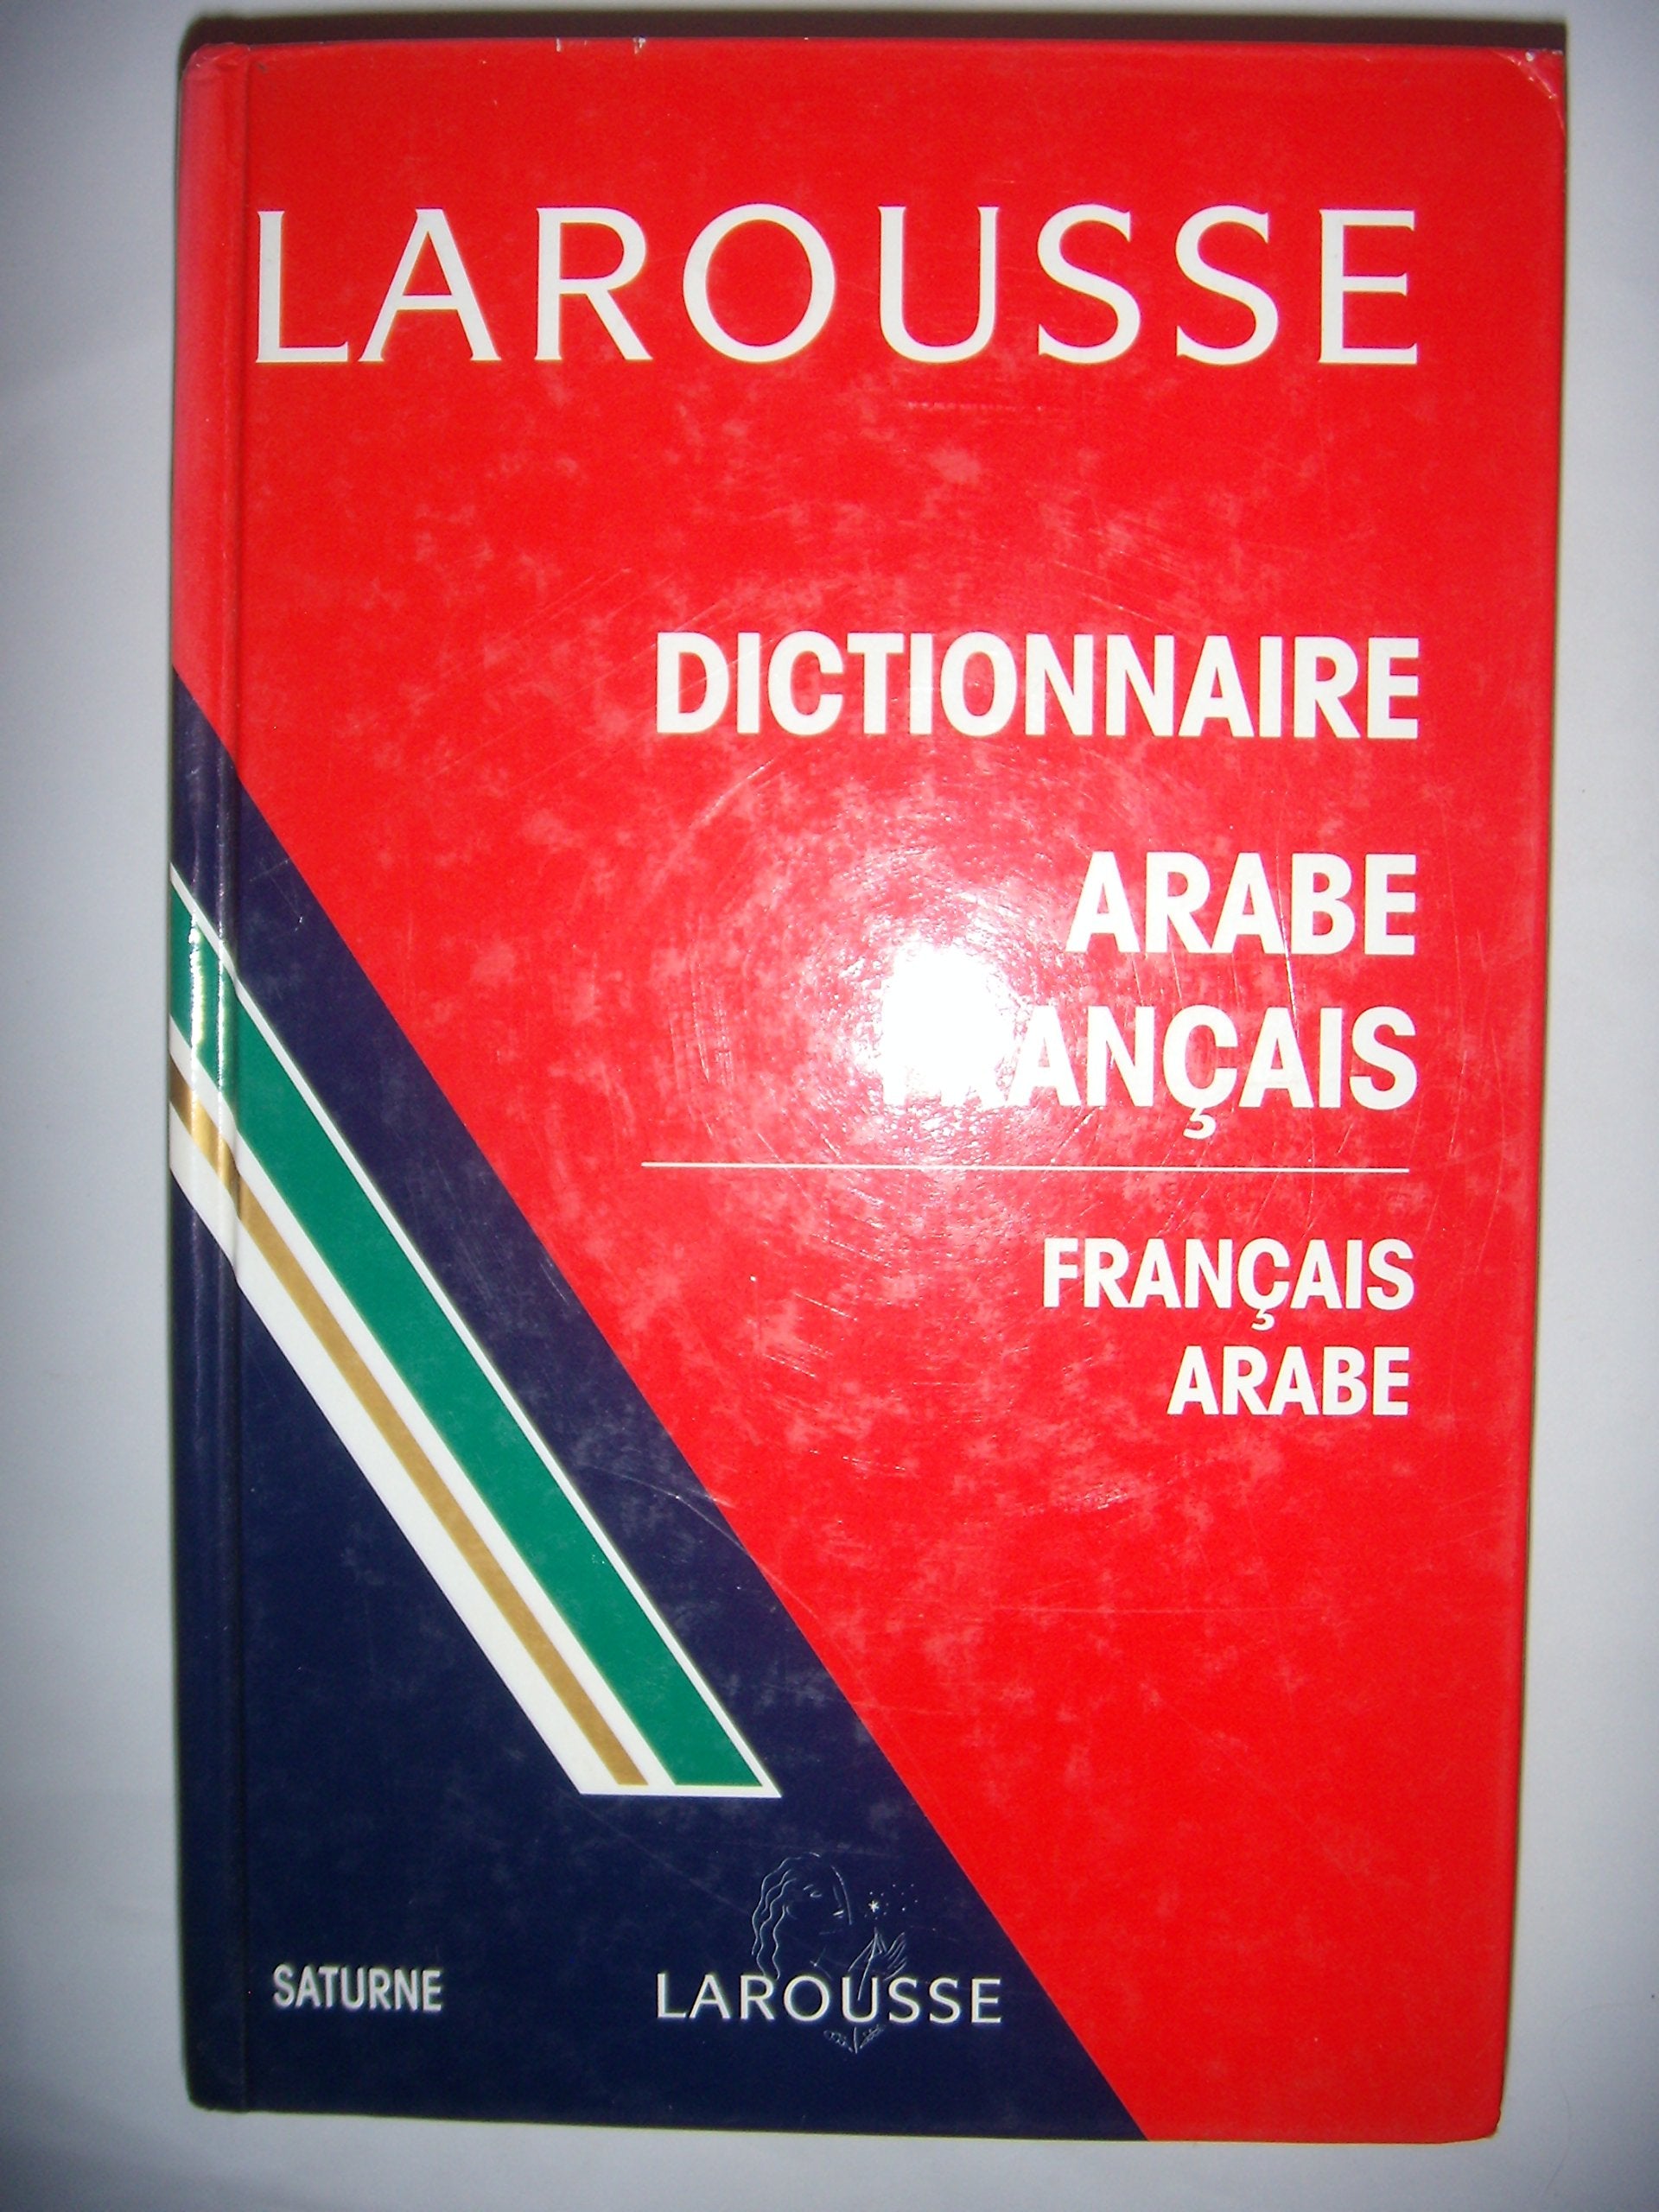 LAROUSSE
DICTIONNAIRE
ARABE
FRANÇAIS
FRANÇAIS
ARABE
SATURNE
LAROUSSE